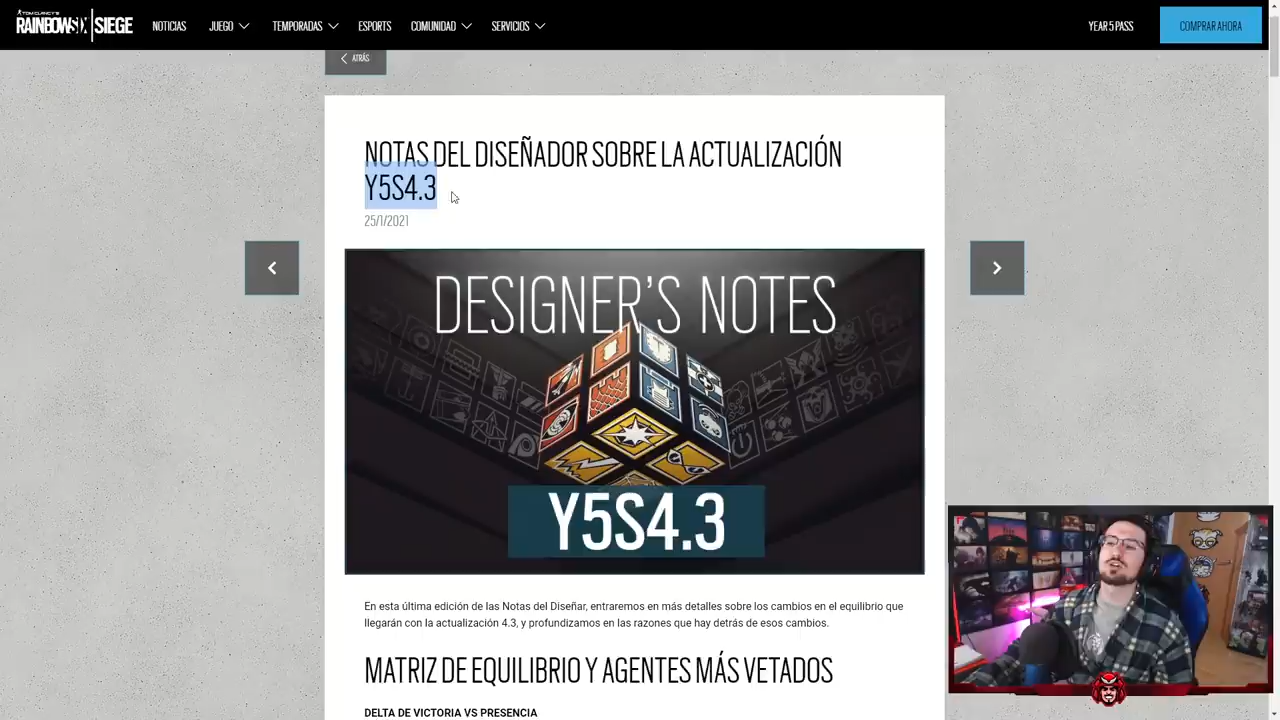 TOM CLANCY'S
RAINBOWSIX | SIEGE
NOTICIAS
JUEGO
TEMPORADAS
ESPORTS
COMUNIDAD
SERVICIOS
YEAR 5 PASS
COMPRAR AHORA
ATRÁS
NOTAS DEL DISEÑADOR SOBRE LA ACTUALIZACIÓN
Y5S4.3
25/1/2021
DESIGNER'S NOTES
Y5S4.3
En esta última edición de las Notas del Diseñar, entraremos en más detalles sobre los cambios en el equilibrio que
llegarán con la actualización 4.3, y profundizamos en las razones que hay detrás de esos cambios.
MATRIZ DE EQUILIBRIO Y AGENTES MÁS VETADOS
DELTA DE VICTORIA VS PRESENCIA